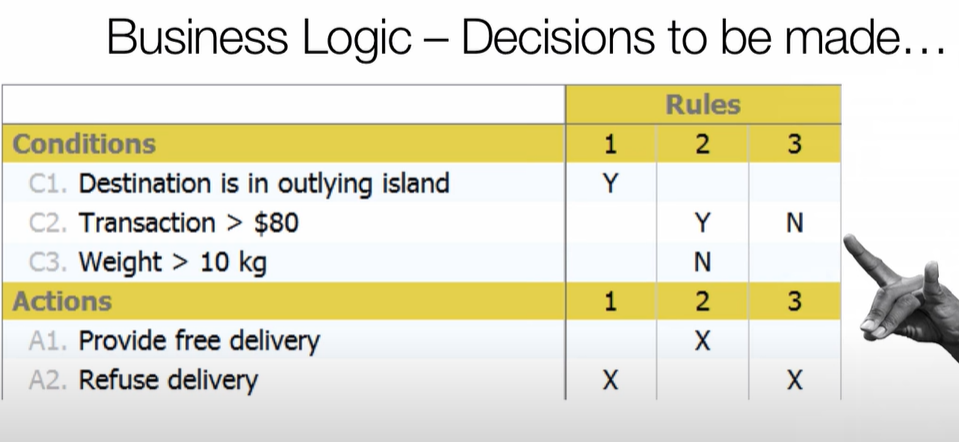 Business Logic – Decisions to be made...
Rules
Conditions 1 2 3
C1. Destination is in outlying island Y
C2. Transaction > $80 Y N
C3. Weight > 10 kg N
Actions 1 2 3
A1. Provide free delivery X
A2. Refuse delivery X X